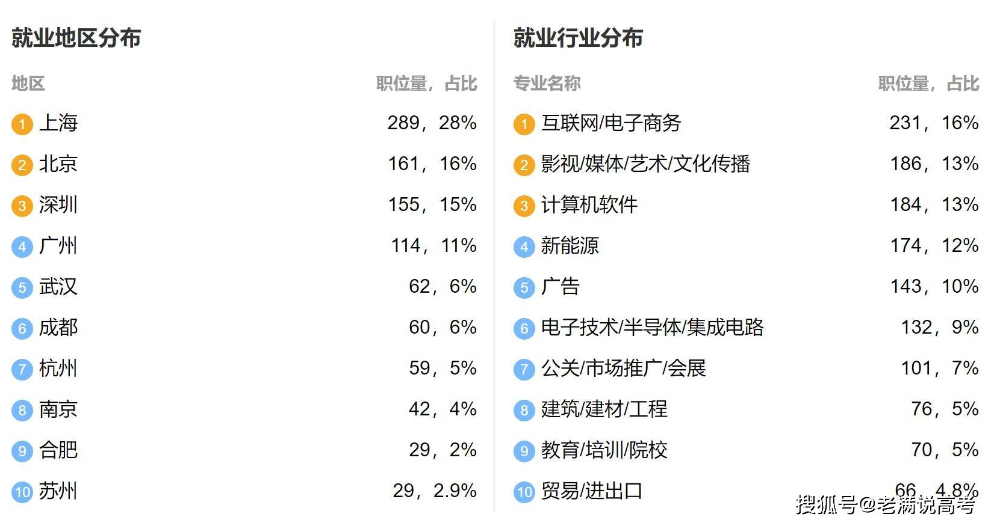 就业地区分布
地区 职位量，占比
1 上海 289，28%
2 北京 161，16%
3 深圳 155，15%
4 广州 114，11%
5 武汉 62，6%
6 成都 60，6%
7 杭州 59，5%
8 南京 42，4%
9 合肥 29，2%
10 苏州 29，2.9%
就业行业分布
专业名称 职位量，占比
1 互联网/电子商务 231，16%
2 影视/媒体/艺术/文化传播 186，13%
3 计算机软件 184，13%
4 新能源 174，12%
5 广告 143，10%
6 电子技术/半导体/集成电路 132，9%
7 公关/市场推广/会展 101，7%
8 建筑/建材/工程 76，5%
9 教育/培训/院校 70，5%
10 贸易/进出口 66，4.8%
搜狐号@老满说高考